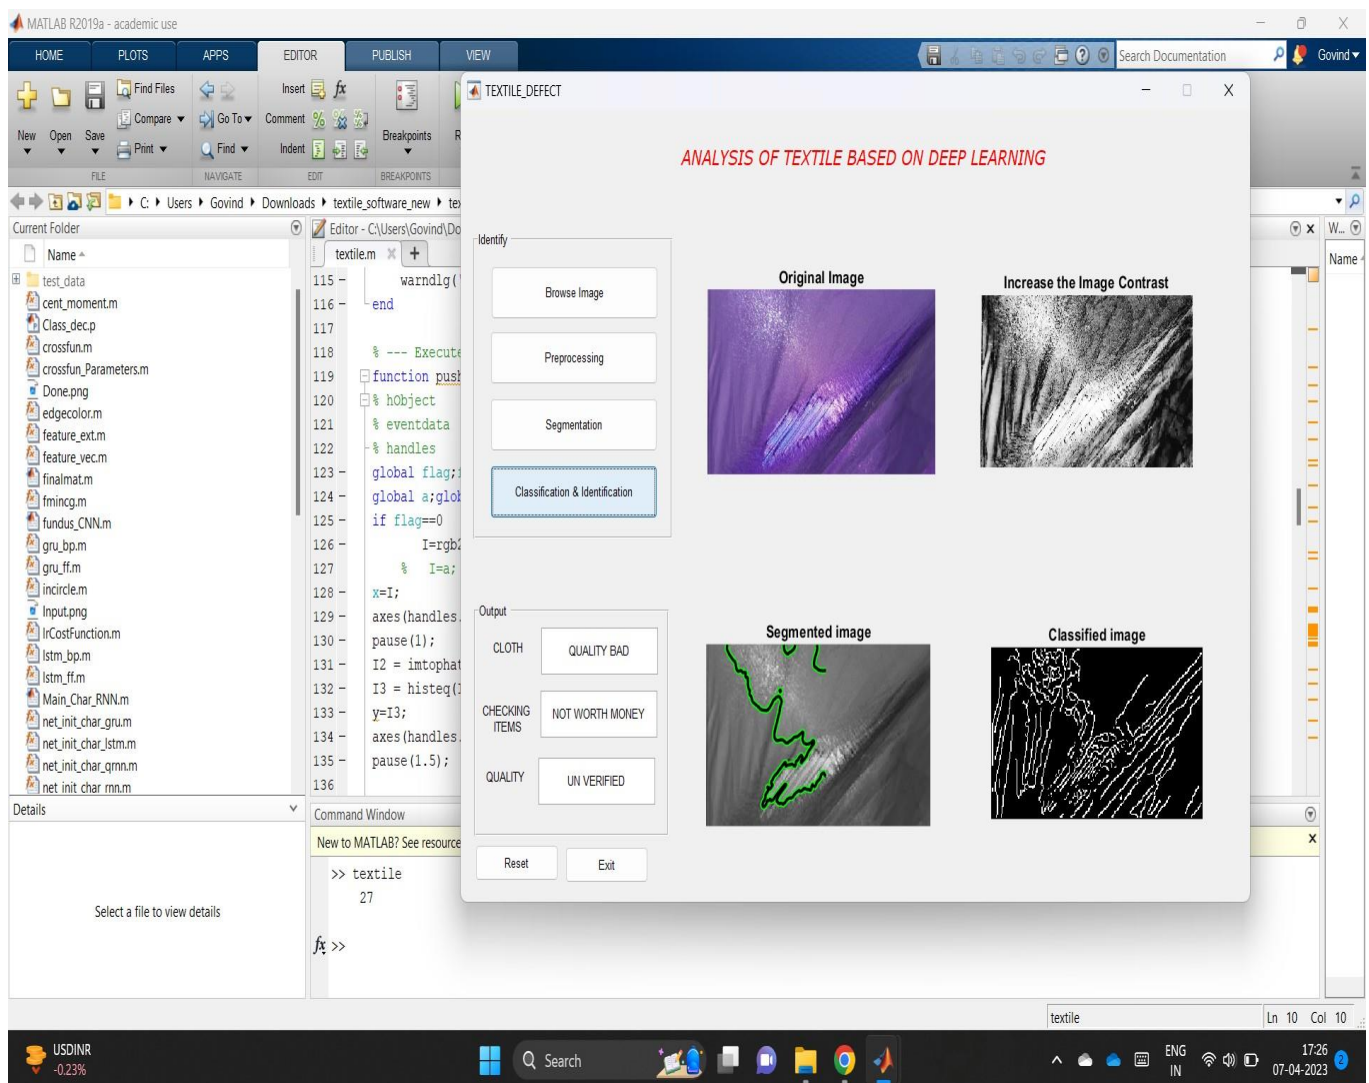 MATLAB R2019a - academic use
HOME PLOTS APPS EDITOR PUBLISH VIEW
Search Documentation
Govind
New Open Save
Find Files
Compare
Print
Go To
Find
Insert
Comment
Indent
Breakpoints
FILE NAVIGATE EDIT BREAKPOINTS
C: Users Govind Downloads textile_software_new
Current Folder
Name
test_data
cent_moment.m
Class_dec.p
crossfun.m
crossfun_Parameters.m
Done.png
edgecolor.m
feature_ext.m
feature_vec.m
finalmat.m
fmincg.m
fundus_CNN.m
gru_bp.m
gru_ff.m
incircle.m
Input.png
lrCostFunction.m
lstm_bp.m
lstm_ff.m
Main_Char_RNN.m
net_init_char_gru.m
net_init_char_lstm.m
net_init_char_qrnn.m
net init char rnn.m
Details
Select a file to view details
Editor - C:\Users\Govind\Do
textile.m
115 - warndlg('
116 - end
117
118 % --- Execute
119 function push
120 % hObject
121 % eventdata
122 % handles
123 - global flag;
124 - global a;glob
125 - if flag==0
126 - I=rgb2
127 % I=a;
128 - x=I;
129 - axes(handles.
130 - pause(1);
131 - I2 = imtophat
132 - I3 = histeq(I
133 - y=I3;
134 - axes(handles.
135 - pause(1.5);
136
Command Window
New to MATLAB? See resource
>> textile
27
fx >>
W...
Name
TEXTILE_DEFECT
ANALYSIS OF TEXTILE BASED ON DEEP LEARNING
Identify
Browse Image
Preprocessing
Segmentation
Classification & Identification
Original Image
Increase the Image Contrast
Output
CLOTH QUALITY BAD
CHECKING ITEMS NOT WORTH MONEY
QUALITY UN VERIFIED
Reset Exit
Segmented image
Classified image
textile
Ln 10 Col 10
USDINR
-0.23%
Search
ENG
IN
17:26
07-04-2023
2